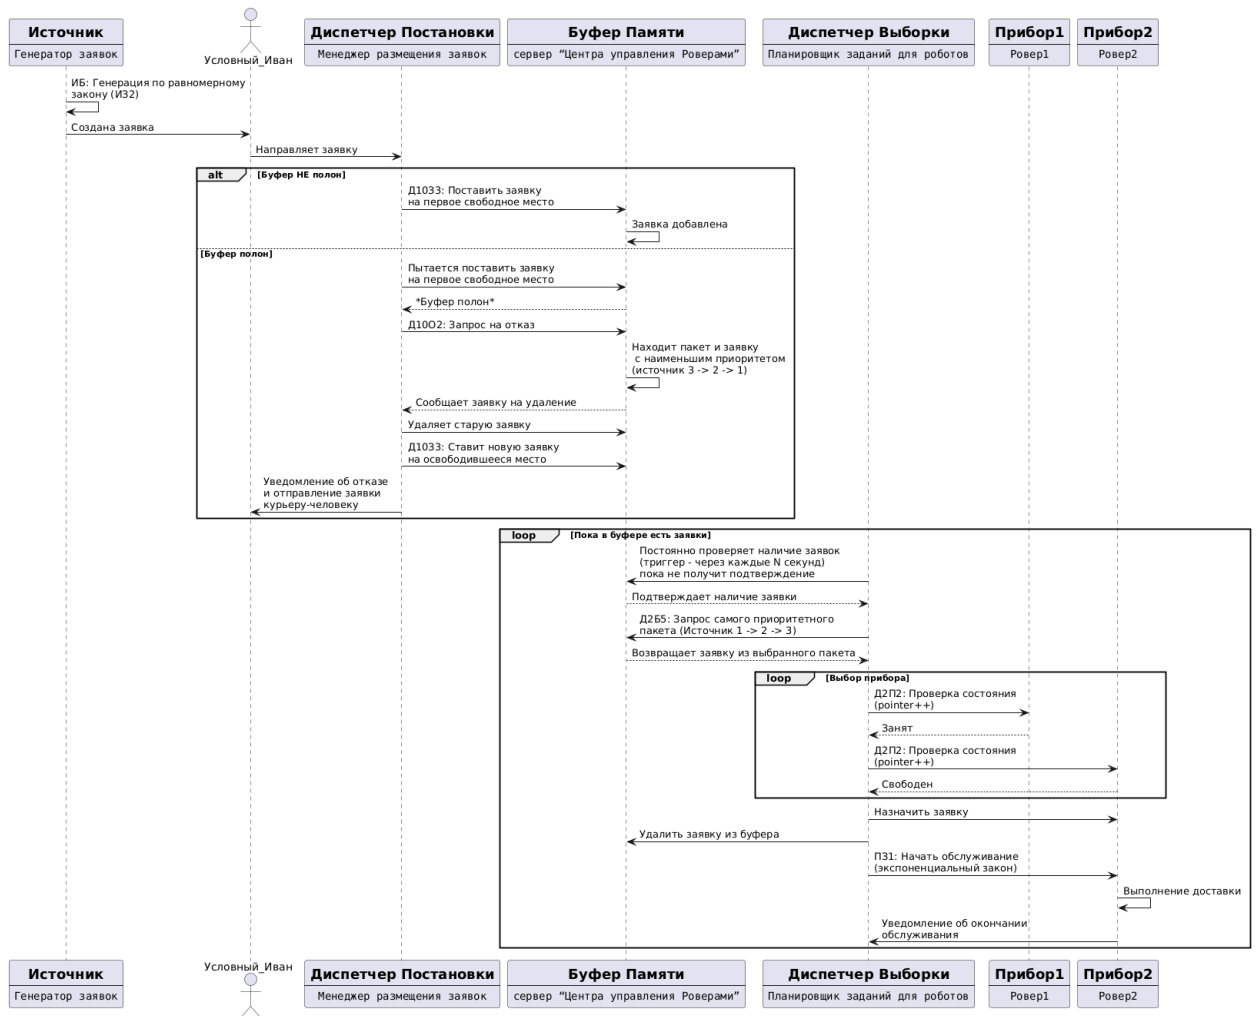 Источник
Генератор заявок
Условный_Иван
Диспетчер Постановки
Менеджер размещения заявок
Буфер Памяти
сервер “Центра управления Роверами”
Диспетчер Выборки
Планировщик заданий для роботов
Прибор1
Ровер1
Прибор2
Ровер2
ИБ: Генерация по равномерному
закону (ИЗ2)
Создана заявка
Направляет заявку
alt
[Буфер НЕ полон]
Д1ОЗ3: Поставить заявку
на первое свободное место
Заявка добавлена
[Буфер полон]
Пытается поставить заявку
на первое свободное место
*Буфер полон*
Д10О2: Запрос на отказ
Находит пакет и заявку
с наименьшим приоритетом
(источник 3 -> 2 -> 1)
Сообщает заявку на удаление
Удаляет старую заявку
Д1ОЗ3: Ставит новую заявку
на освободившееся место
Уведомление об отказе
и отправление заявки
курьеру-человеку
loop
[Пока в буфере есть заявки]
Постоянно проверяет наличие заявок
(триггер - через каждые N секунд)
пока не получит подтверждение
Подтверждает наличие заявки
Д2Б5: Запрос самого приоритетного
пакета (Источник 1 -> 2 -> 3)
Возвращает заявку из выбранного пакета
loop
[Выбор прибора]
Д2П2: Проверка состояния
(pointer++)
Занят
Д2П2: Проверка состояния
(pointer++)
Свободен
Назначить заявку
Удалить заявку из буфера
ПЗ1: Начать обслуживание
(экспоненциальный закон)
Выполнение доставки
Уведомление об окончании
обслуживания
Источник
Генератор заявок
Условный_Иван
Диспетчер Постановки
Менеджер размещения заявок
Буфер Памяти
сервер “Центра управления Роверами”
Диспетчер Выборки
Планировщик заданий для роботов
Прибор1
Ровер1
Прибор2
Ровер2